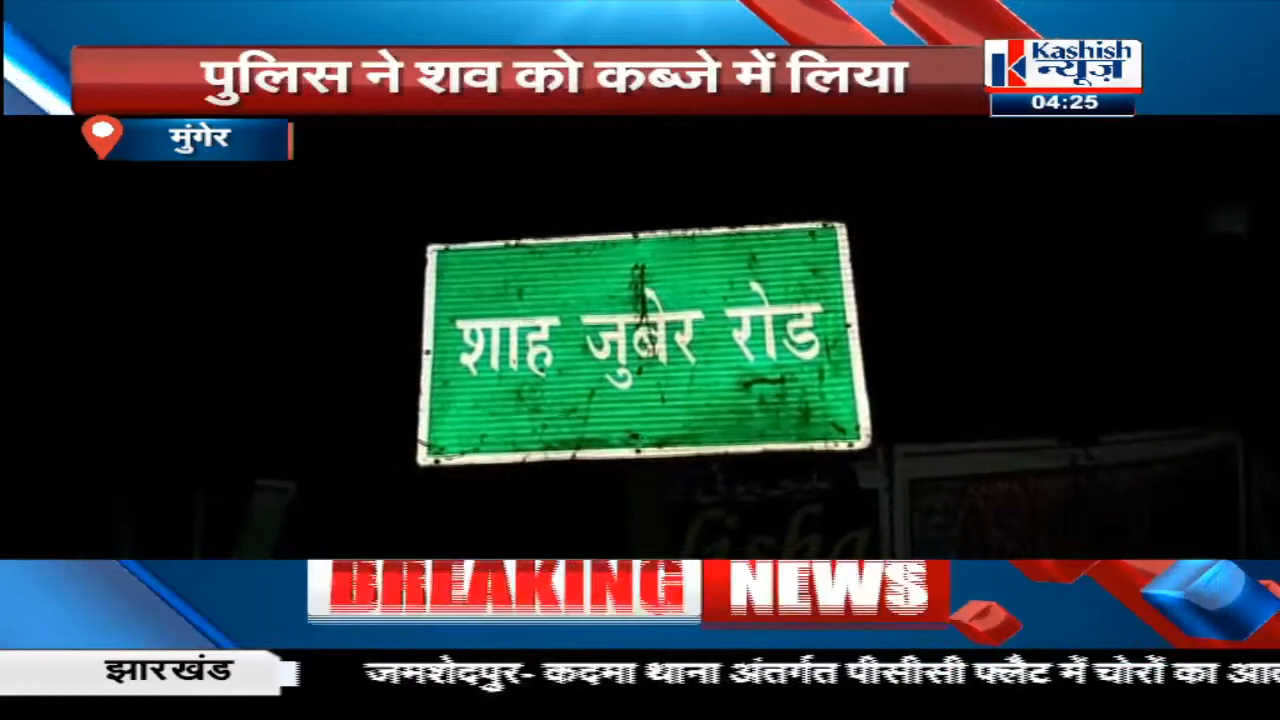 पुलिस ने शव को कब्जे में लिया
Kashish
न्यूज़
04:25
मुंगेर
शाह जुबेर रोड
BREAKING NEWS
झारखंड
जमशेदपुर- कदमा थाना अंतर्गत पीसीसी फ्लैट में चोरों का